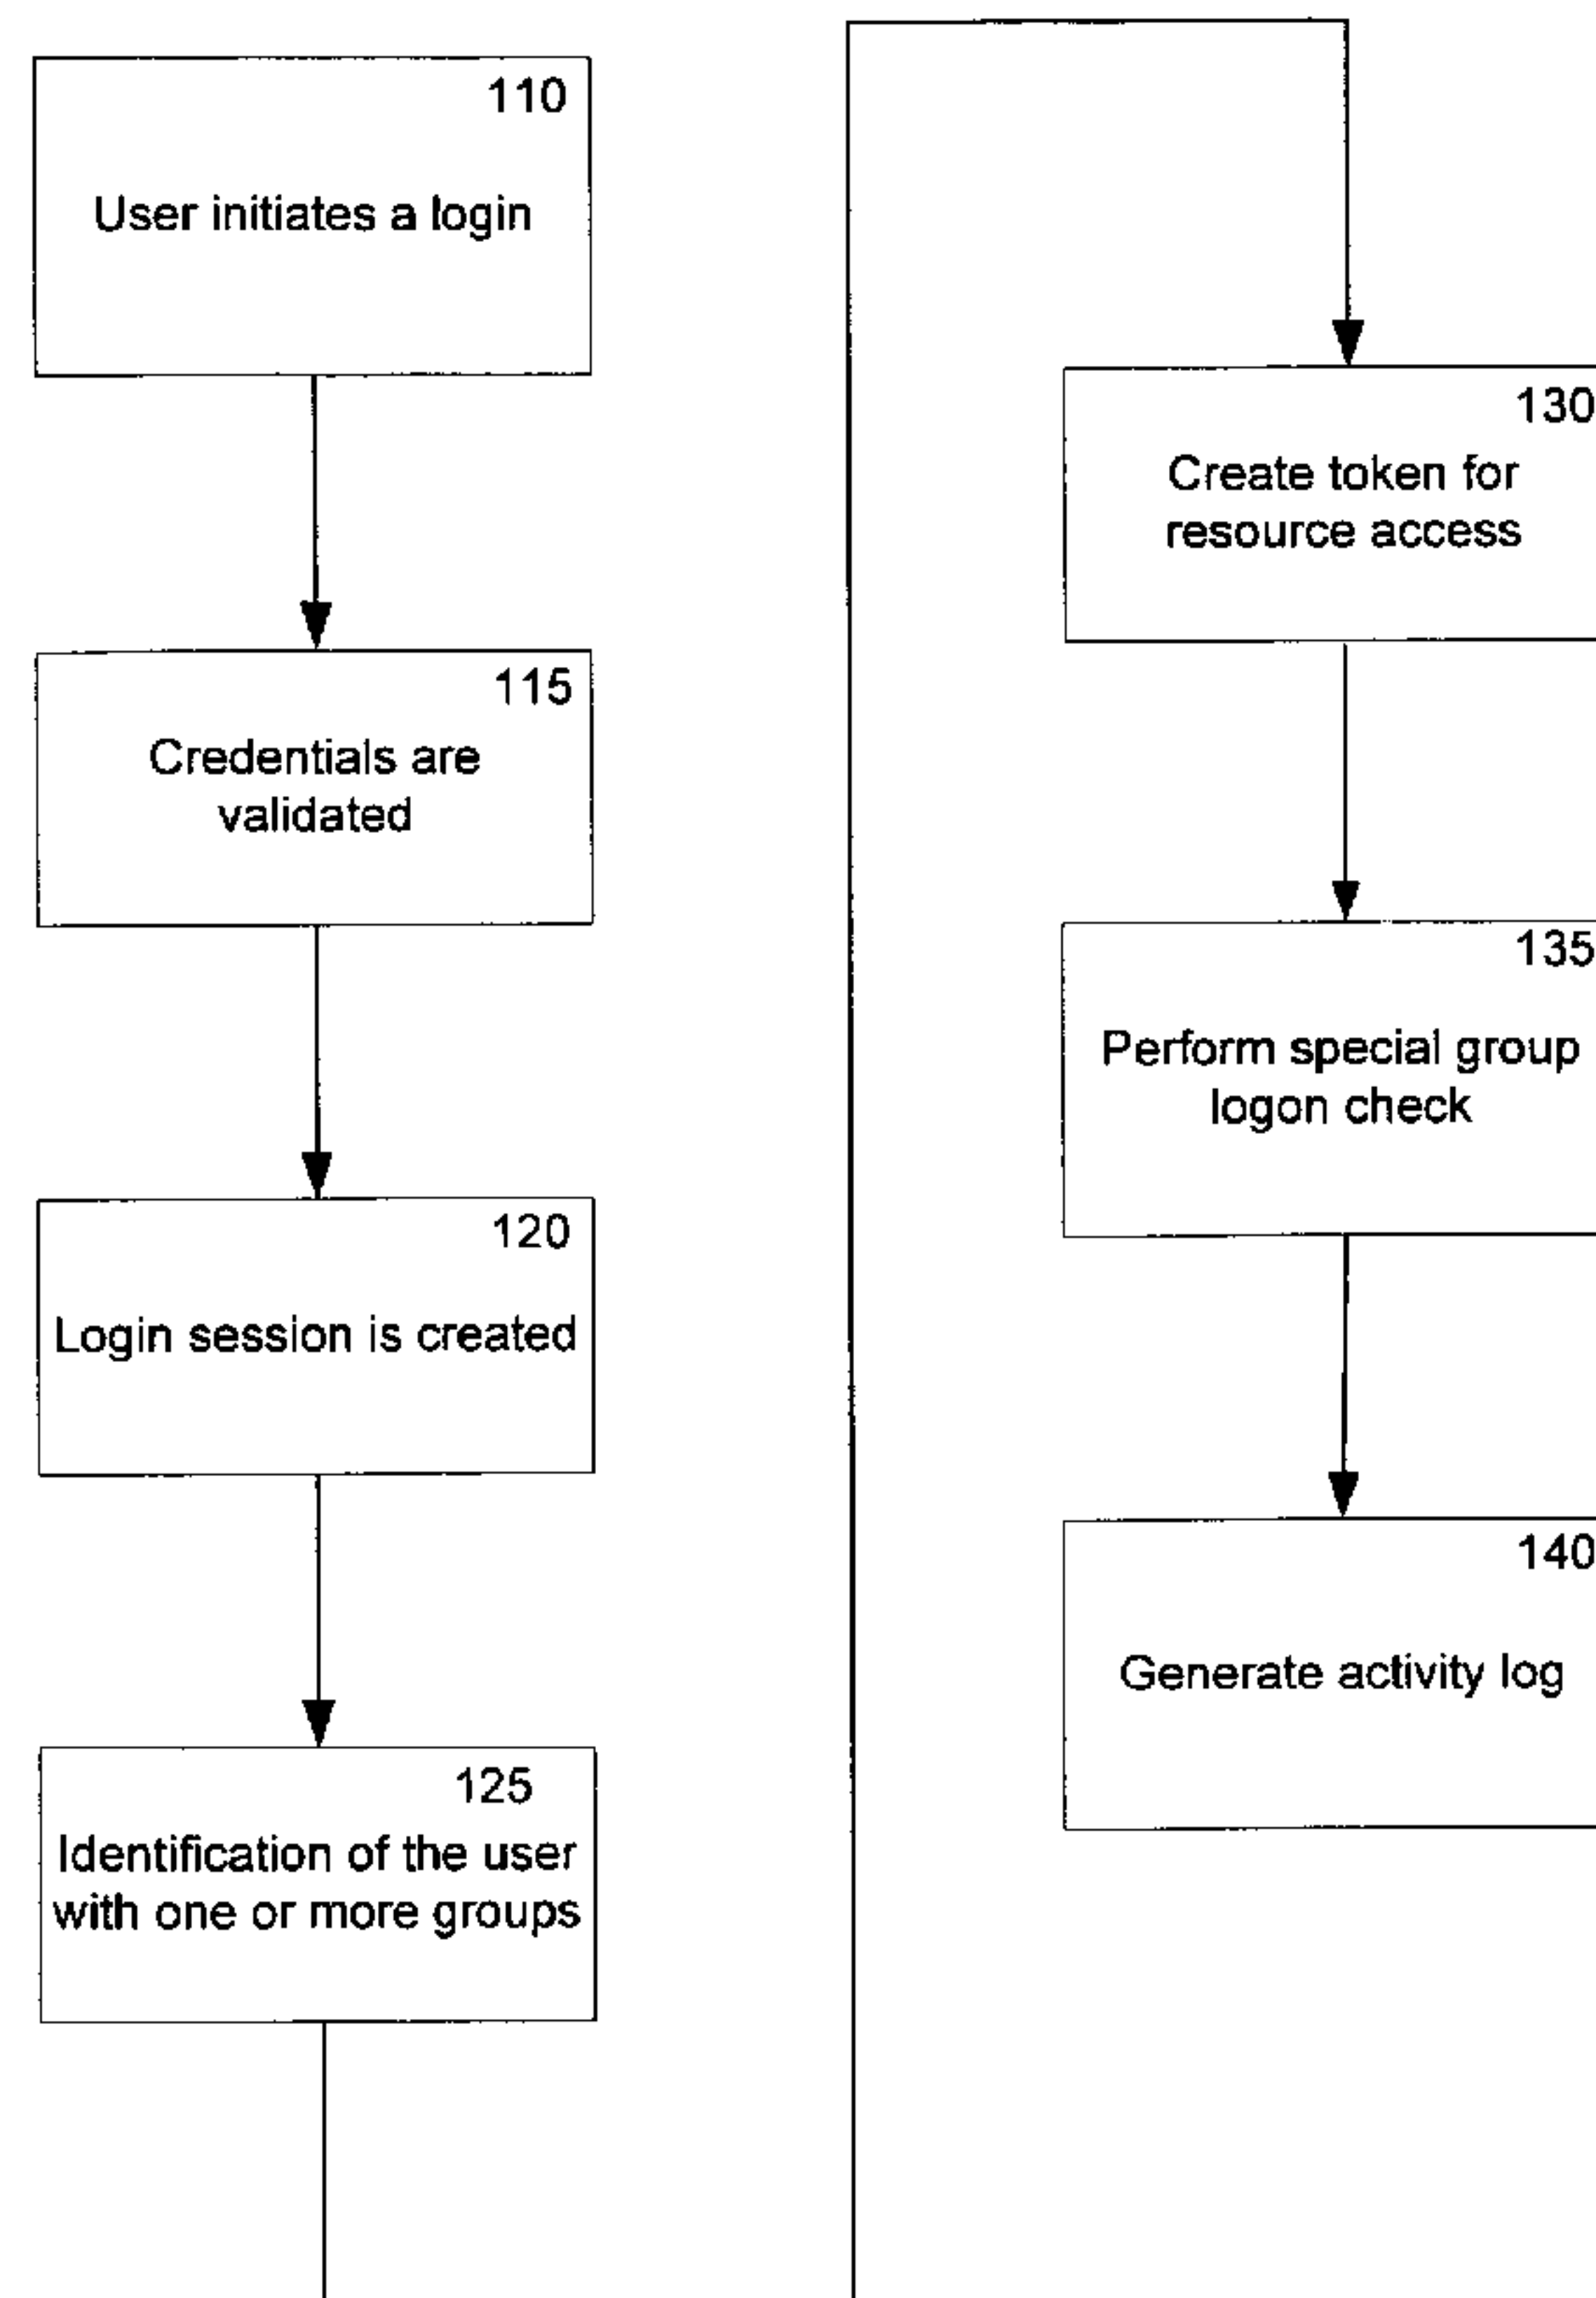 110
User initiates a login
115
Credentials are
validated
120
Login session is created
125
Identification of the user
with one or more groups
130
Create token for
resource access
135
Perform special group
logon check
140
Generate activity log